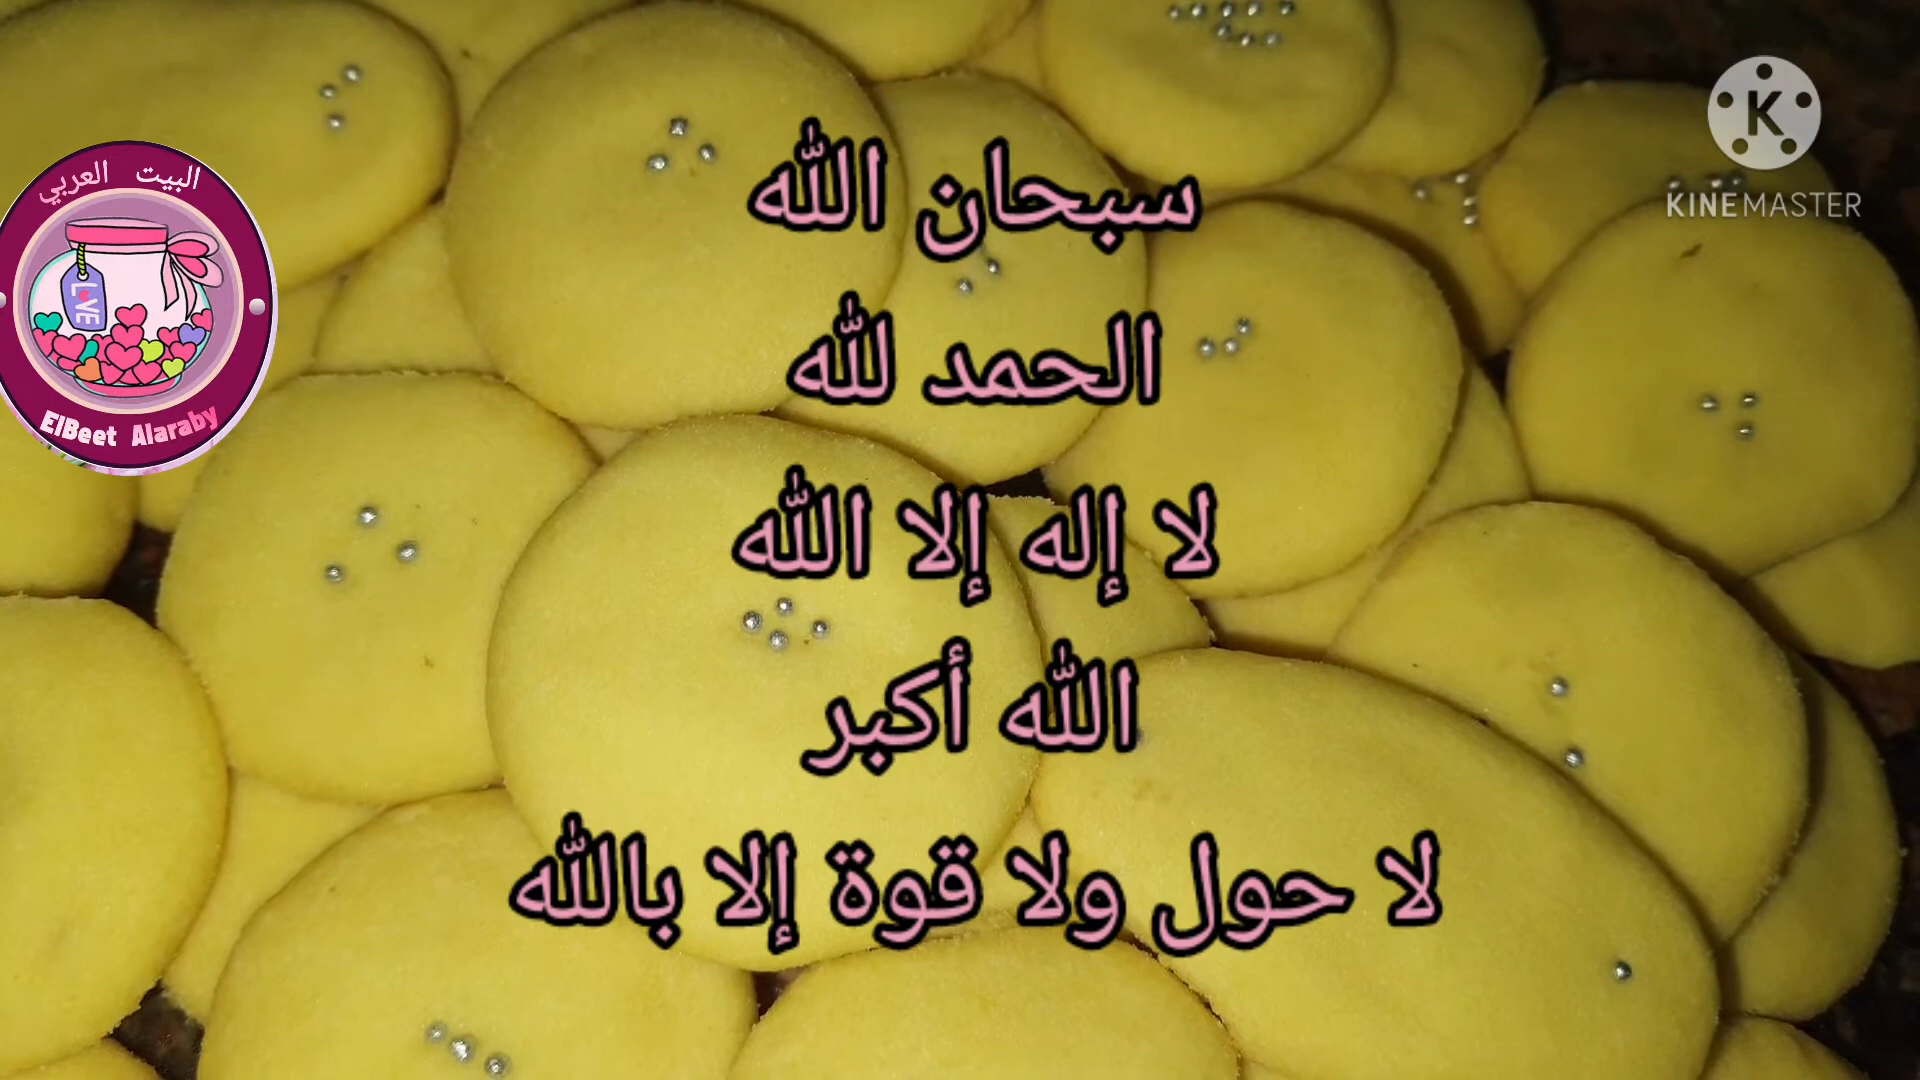 البيت العربي
LOVE
ElBeet Alaraby
K
KINEMASTER
سبحان الله
الحمد لله
لا إله إلا الله
الله أكبر
لا حول ولا قوة إلا بالله